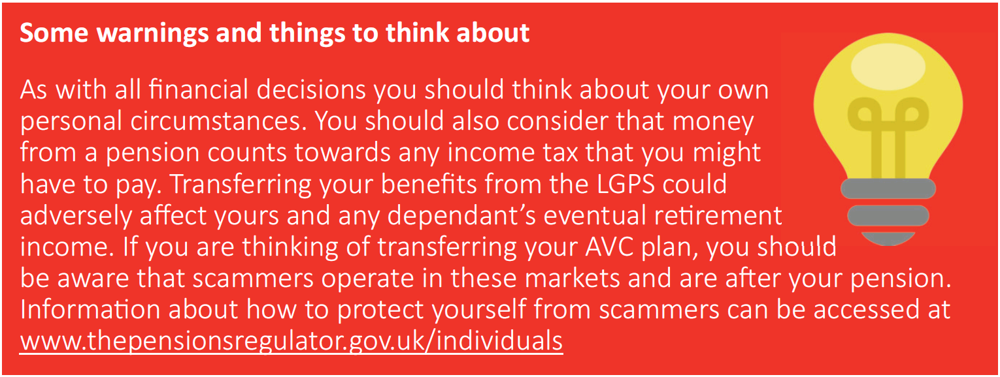 Some warnings and things to think about
As with all financial decisions you should think about your own
personal circumstances. You should also consider that money
from a pension counts towards any income tax that you might
have to pay. Transferring your benefits from the LGPS could
adversely affect yours and any dependant’s eventual retirement
income. If you are thinking of transferring your AVC plan, you should
be aware that scammers operate in these markets and are after your pension.
Information about how to protect yourself from scammers can be accessed at
www.thepensionsregulator.gov.uk/individuals